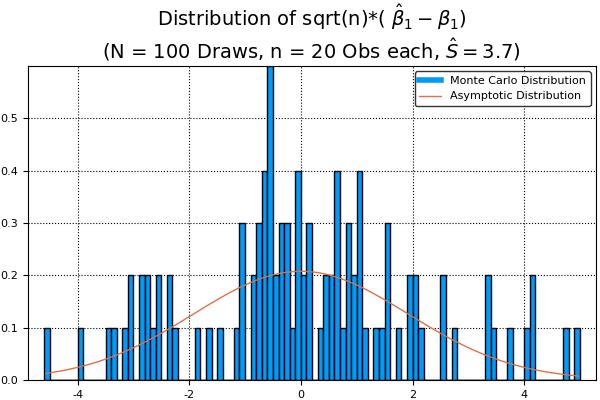 Distribution of sqrt(n)*( β̂₁ − β₁)
(N = 100 Draws, n = 20 Obs each, Ŝ = 3.7)
Monte Carlo Distribution
Asymptotic Distribution
0.5
0.4
0.3
0.2
0.1
0.0
-4 -2 0 2 4